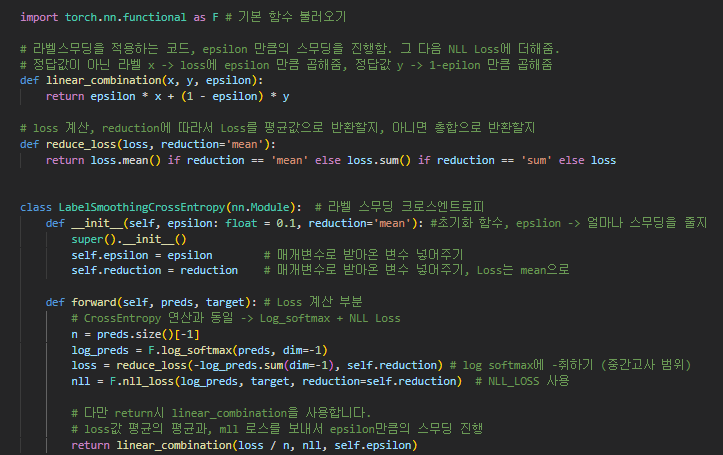 import torch.nn.functional as F # 기본 함수 불러오기
# 라벨스무딩을 적용하는 코드, epsilon 만큼의 스무딩을 진행함. 그 다음 NLL Loss에 더해줌.
# 정답값이 아닌 라벨 x -> loss에 epsilon 만큼 곱해줌, 정답값 y -> 1-epilon 만큼 곱해줌
def linear_combination(x, y, epsilon):
    return epsilon * x + (1 - epsilon) * y
# loss 계산, reduction에 따라서 Loss를 평균값으로 반환할지, 아니면 총합으로 반환할지
def reduce_loss(loss, reduction='mean'):
    return loss.mean() if reduction == 'mean' else loss.sum() if reduction == 'sum' else loss
class LabelSmoothingCrossEntropy(nn.Module):  # 라벨 스무딩 크로스엔트로피
    def __init__(self, epsilon: float = 0.1, reduction='mean'): #초기화 함수, epslion -> 얼마나 스무딩을 줄지
        super().__init__()
        self.epsilon = epsilon        # 매개변수로 받아온 변수 넣어주기
        self.reduction = reduction    # 매개변수로 받아온 변수 넣어주기, Loss는 mean으로
    def forward(self, preds, target): # Loss 계산 부분
        # CrossEntropy 연산과 동일 -> Log_softmax + NLL Loss
        n = preds.size()[-1]
        log_preds = F.log_softmax(preds, dim=-1)
        loss = reduce_loss(-log_preds.sum(dim=-1), self.reduction) # log softmax에 -취하기 (중간고사 범위)
        nll = F.nll_loss(log_preds, target, reduction=self.reduction)  # NLL_LOSS 사용
        # 다만 return시 linear_combination을 사용합니다.
        # loss값 평균의 평균과, mll 로스를 보내서 epsilon만큼의 스무딩 진행
        return linear_combination(loss / n, nll, self.epsilon)